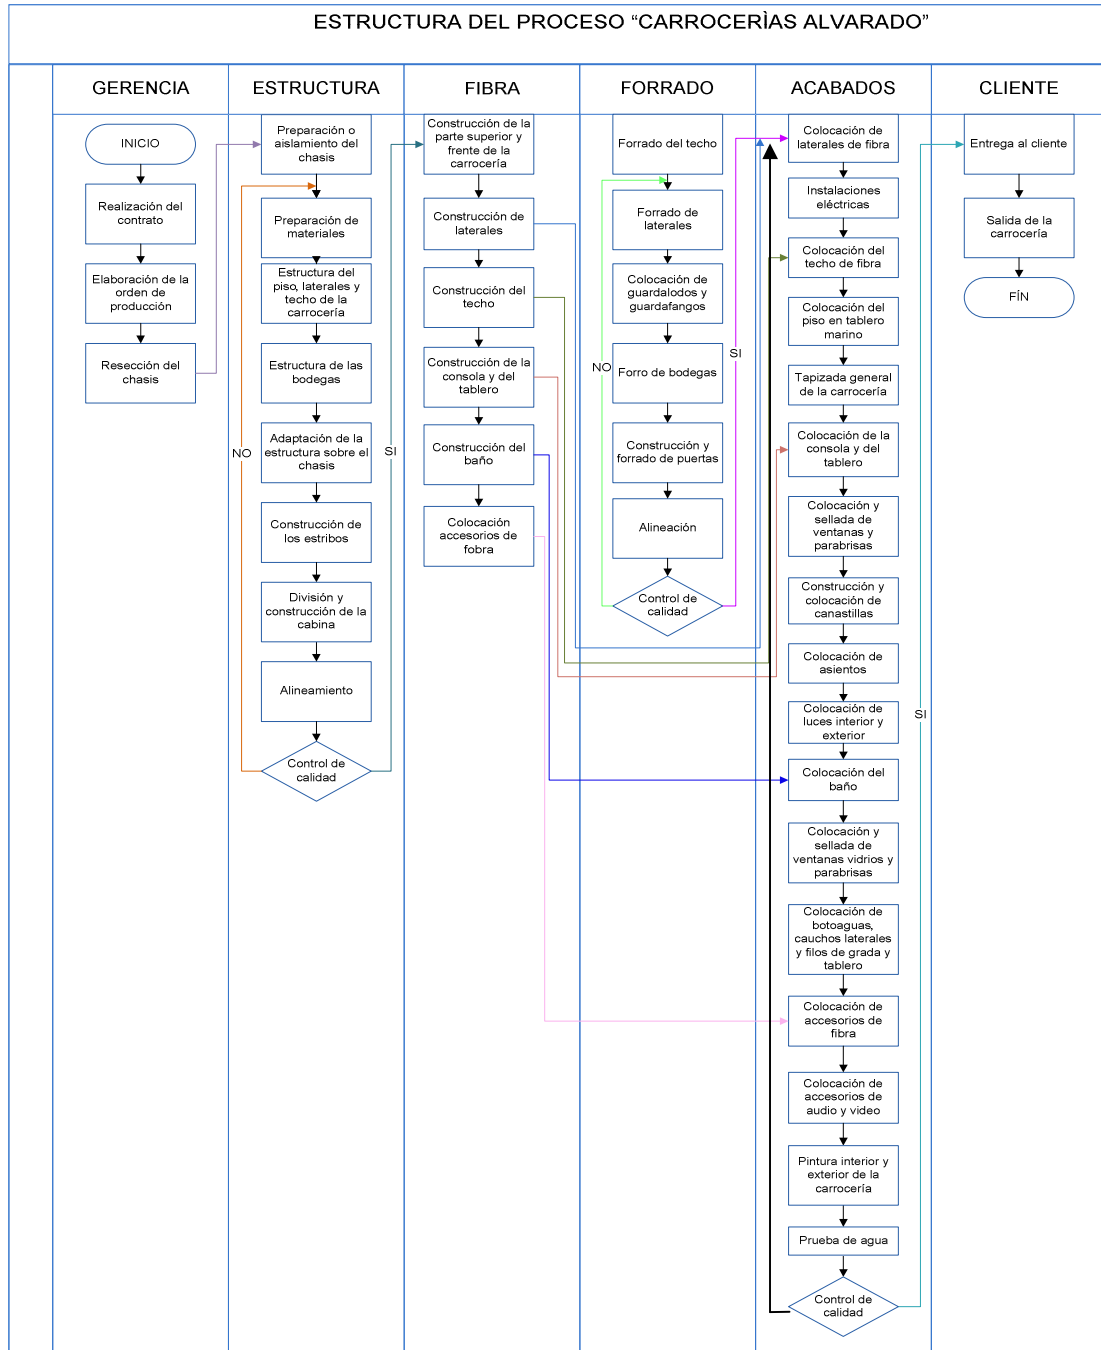 ESTRUCTURA DEL PROCESO “CARROCERÌAS ALVARADO”
GERENCIA
INICIO
Realización del
contrato
Elaboración de la
orden de
producción
Resección del
chasis
ESTRUCTURA
Preparación o
aislamiento del
chasis
Preparación de
materiales
Estructura del
piso, laterales y
techo de la
carrocería
Estructura de las
bodegas
Adaptación de la
estructura sobre el
chasis
NO
SI
Construcción de
los estribos
División y
construcción de la
cabina
Alineamiento
Control de
calidad
FIBRA
Construcción de la
parte superior y
frente de la
carrocería
Construcción de
laterales
Construcción del
techo
Construcción de la
consola y del
tablero
Construcción del
baño
Colocación
accesorios de
fobra
FORRADO
Forrado del techo
Forrado de
laterales
Colocación de
guardalodos y
guardafangos
SI
NO
Forro de bodegas
Construcción y
forrado de puertas
Alineación
Control de
calidad
ACABADOS
Colocación de
laterales de fibra
Instalaciones
eléctricas
Colocación del
techo de fibra
Colocación del
piso en tablero
marino
Tapizada general
de la carrocería
Colocación de la
consola y del
tablero
Colocación y
sellada de
ventanas y
parabrisas
Construcción y
colocación de
canastillas
Colocación de
asientos
Colocación de
luces interior y
exterior
SI
Colocación del
baño
Colocación y
sellada de
ventanas vidrios y
parabrisas
Colocación de
botoaguas,
cauchos laterales
y filos de grada y
tablero
Colocación de
accesorios de
fibra
Colocación de
accesorios de
audio y video
Pintura interior y
exterior de la
carrocería
Prueba de agua
Control de
calidad
CLIENTE
Entrega al cliente
Salida de la
carrocería
FÍN